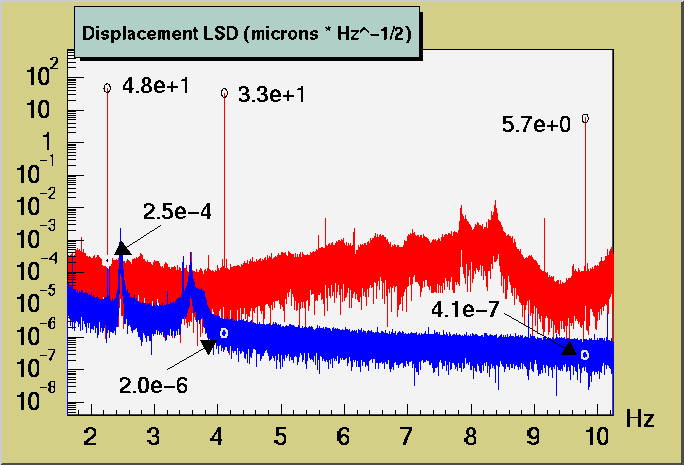 Displacement LSD (microns * Hz^−1/2)
10^2
10
1
10^−1
10^−2
10^−3
10^−4
10^−5
10^−6
10^−7
10^−8
4.8e+1
3.3e+1
5.7e+0
2.5e−4
4.1e−7
2.0e−6
2 3 4 5 6 7 8 9 10
Hz